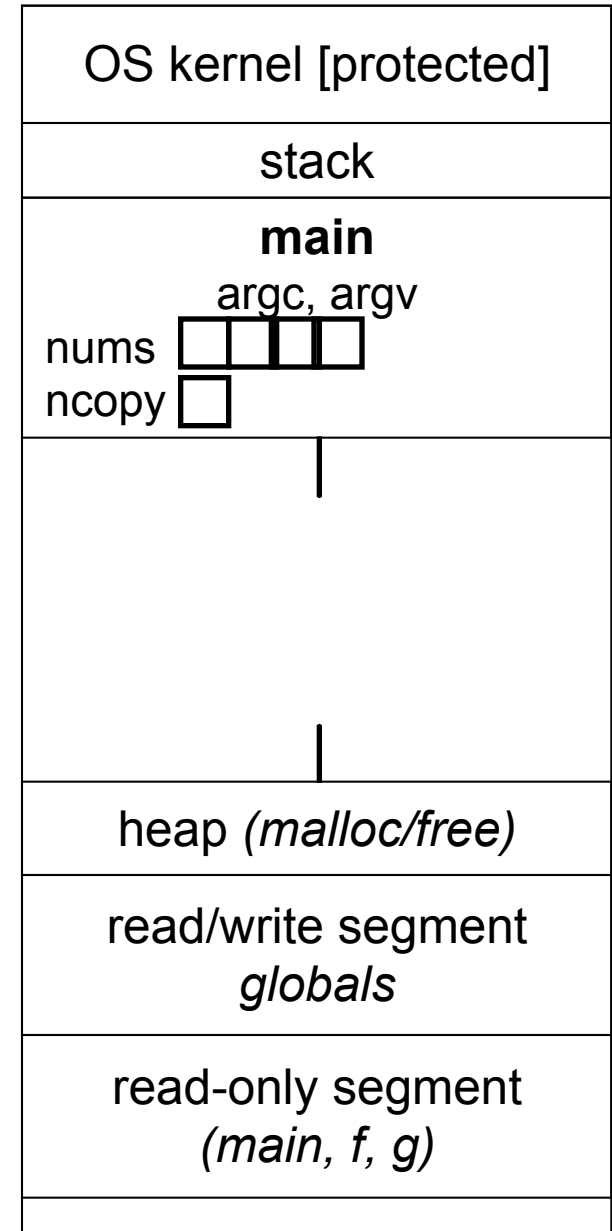 OS kernel [protected]
stack
main
argc, argv
nums
ncopy
heap (malloc/free)
read/write segment
globals
read-only segment
(main, f, g)